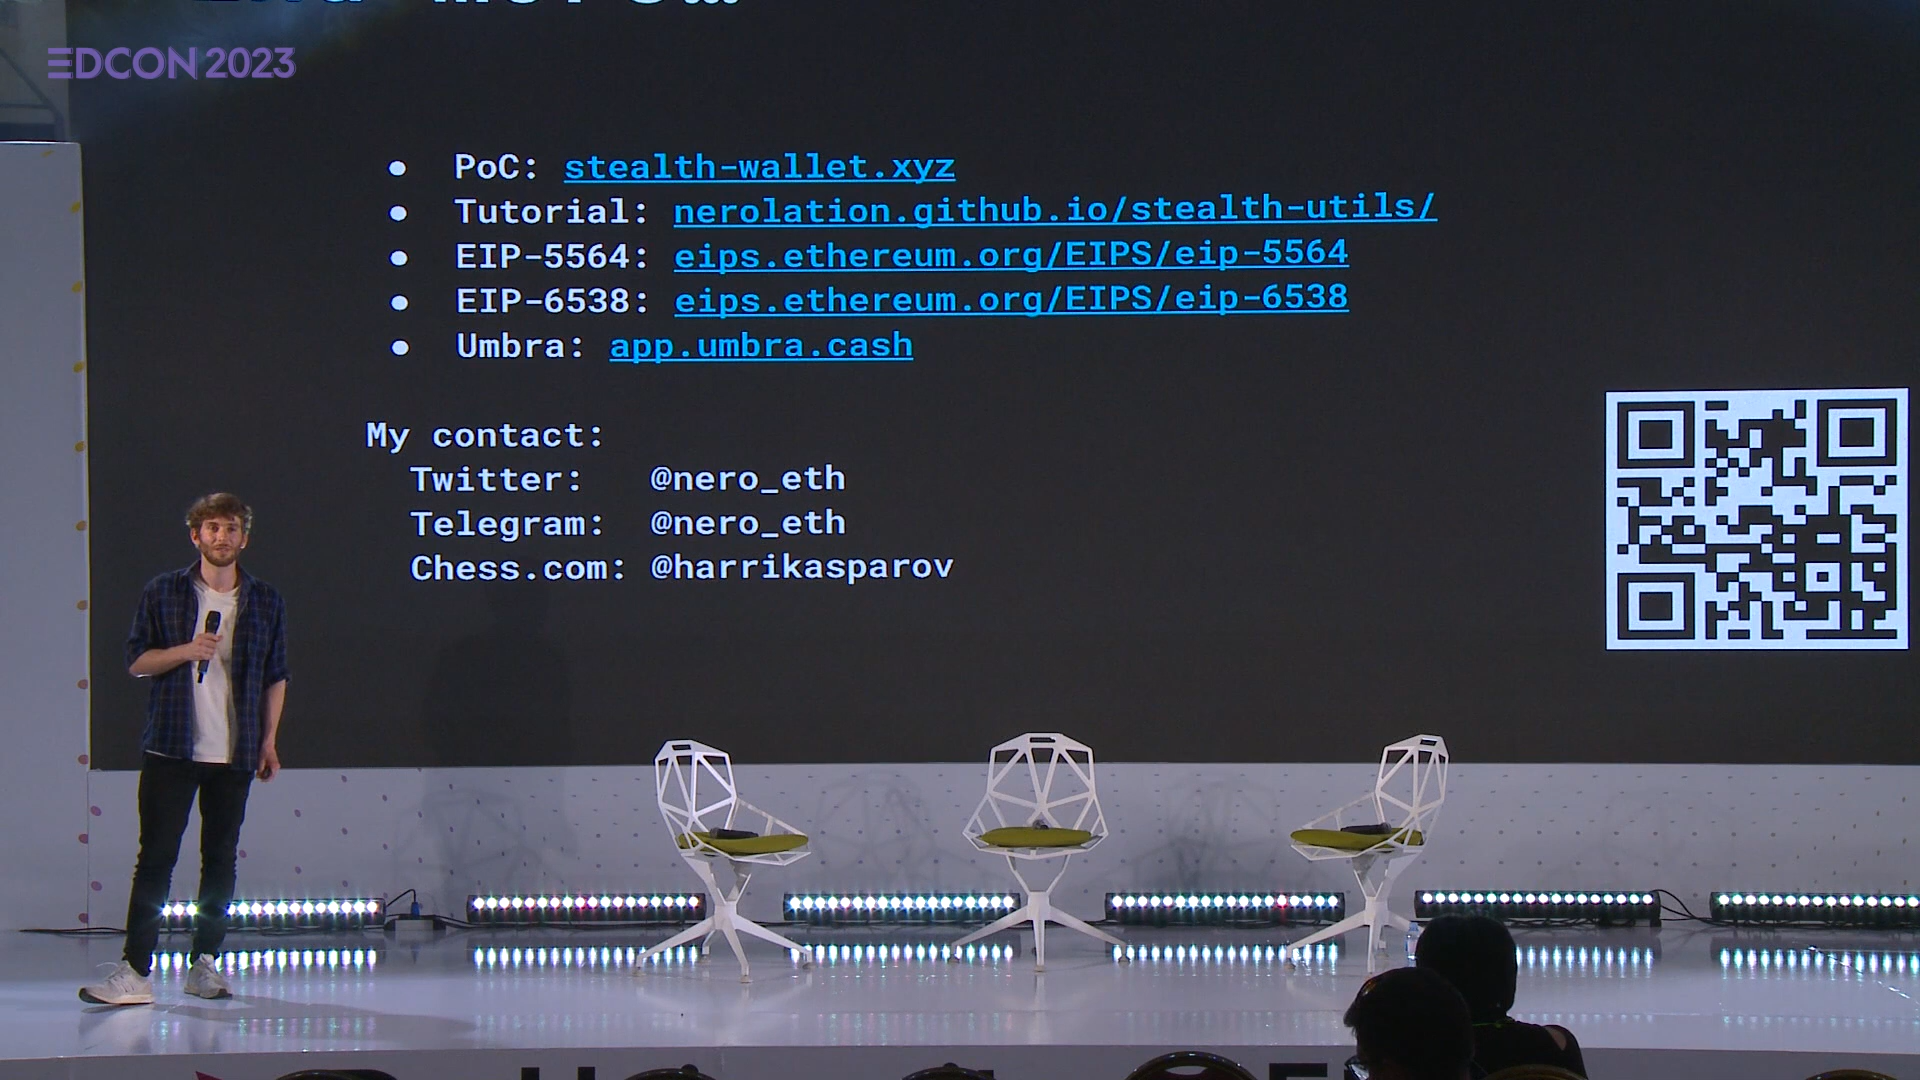 EDCON 2023
● PoC: stealth-wallet.xyz
● Tutorial: nerolation.github.io/stealth-utils/
● EIP-5564: eips.ethereum.org/EIPS/eip-5564
● EIP-6538: eips.ethereum.org/EIPS/eip-6538
● Umbra: app.umbra.cash
My contact:
Twitter: @nero_eth
Telegram: @nero_eth
Chess.com: @harrikasparov